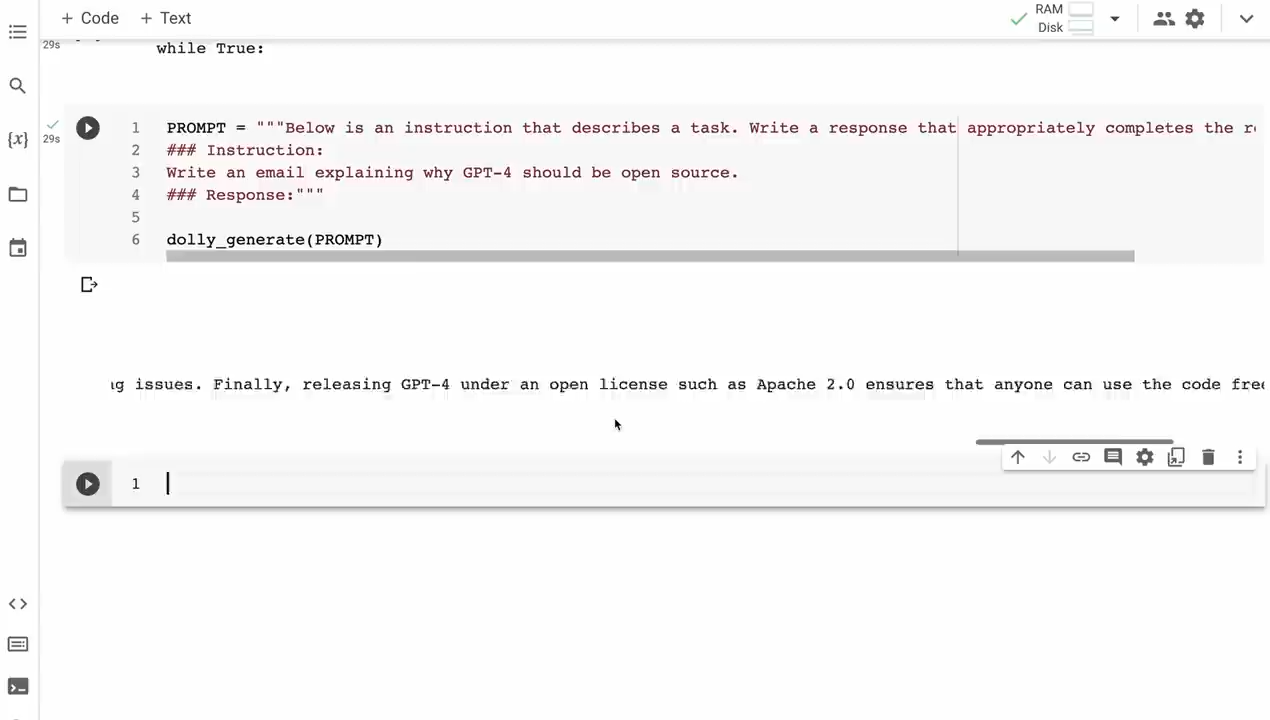 + Code + Text
RAM
Disk
29s
while True:
{x}
29s
1 PROMPT = """Below is an instruction that describes a task. Write a response that appropriately completes the
2 ### Instruction:
3 Write an email explaining why GPT-4 should be open source.
4 ### Response:"""
5
6 dolly_generate(PROMPT)
issues. Finally, releasing GPT-4 under an open license such as Apache 2.0 ensures that anyone can use the code
1